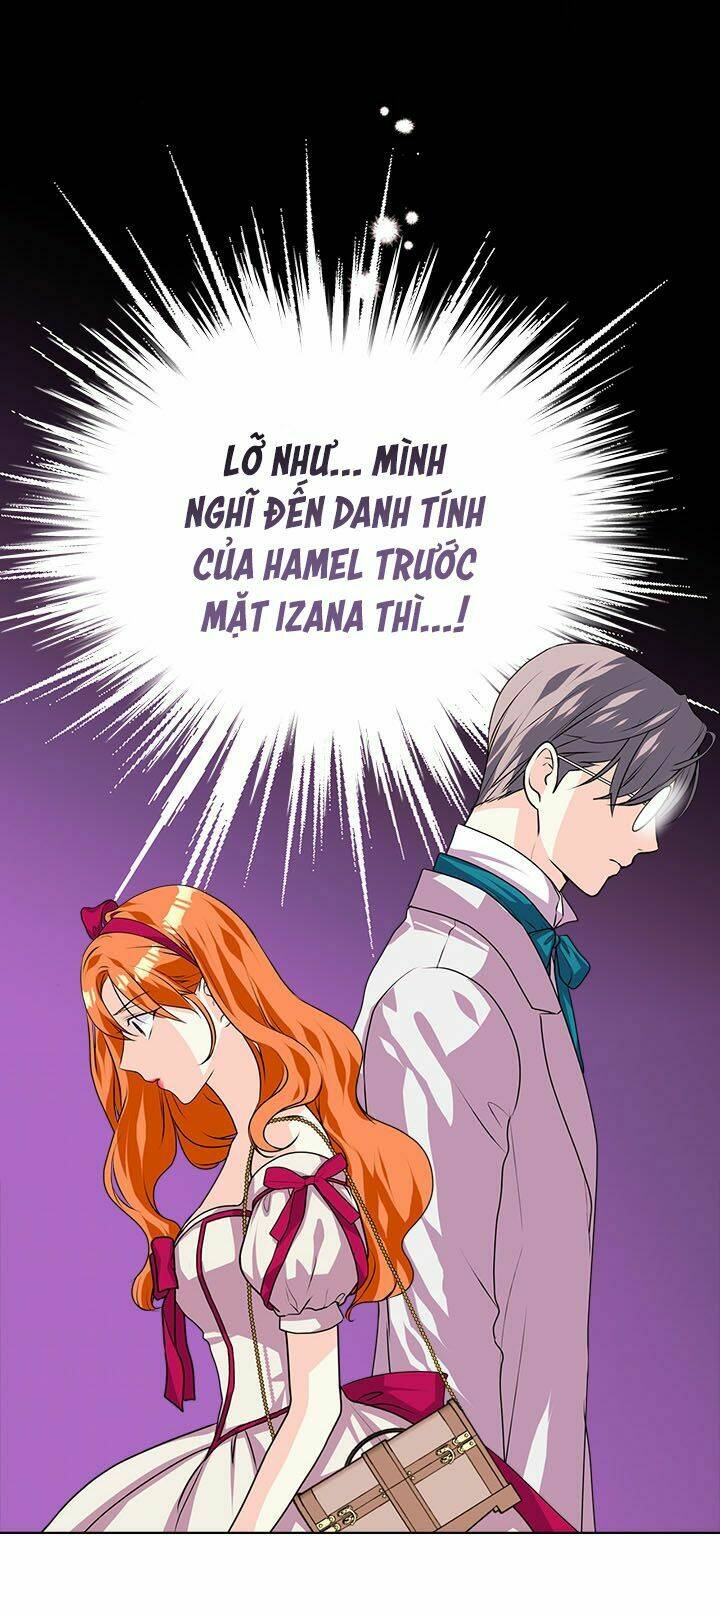 LỠ NHƯ... MÌNH
NGHĨ ĐẾN DANH TÍNH
CỦA HAMEL TRƯỚC
MẶT IZANA THÌ...!